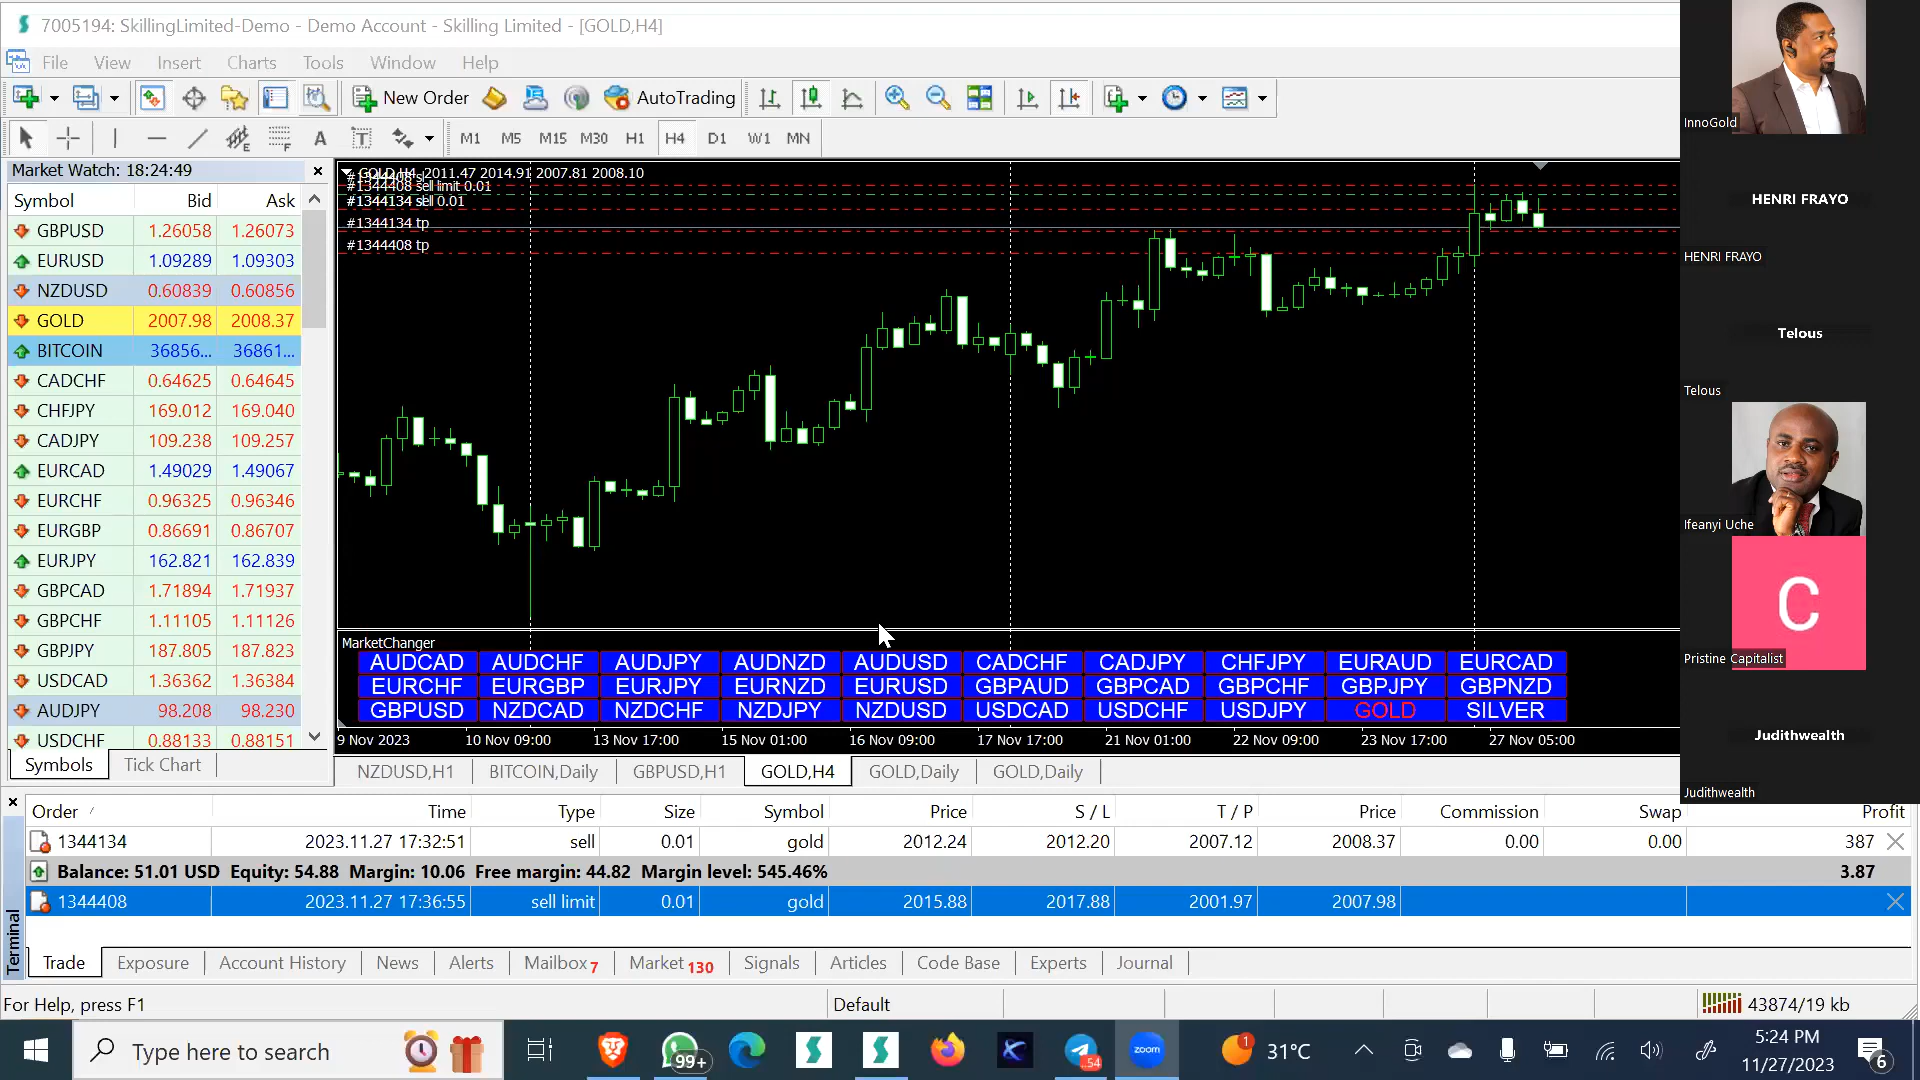 7005194: SkillingLimited-Demo - Demo Account - Skilling Limited - [GOLD,H4]
File View Insert Charts Tools Window Help
New Order AutoTrading
A T M1 M5 M15 M30 H1 H4 D1 W1 MN
Market Watch: 18:24:49
Symbol Bid Ask
GBPUSD 1.26058 1.26073
EURUSD 1.09289 1.09303
NZDUSD 0.60839 0.60856
GOLD 2007.98 2008.37
BITCOIN 36856... 36861...
CADCHF 0.64625 0.64645
CHFJPY 169.012 169.040
CADJPY 109.238 109.257
EURCAD 1.49029 1.49067
EURCHF 0.96325 0.96346
EURGBP 0.86691 0.86707
EURJPY 162.821 162.839
GBPCAD 1.71894 1.71937
GBPCHF 1.11105 1.11126
GBPJPY 187.805 187.823
USDCAD 1.36362 1.36384
AUDJPY 98.208 98.230
USDCHF 0.88133 0.88151
Symbols Tick Chart
GOLD,H4 2011.47 2014.91 2007.81 2008.10
#1344408 sell limit 0.01
#1344134 sell 0.01
#1344134 tp
#1344408 tp
MarketChanger
AUDCAD AUDCHF AUDJPY AUDNZD AUDUSD CADCHF CADJPY CHFJPY EURAUD EURCAD
EURCHF EURGBP EURJPY EURNZD EURUSD GBPAUD GBPCAD GBPCHF GBPJPY GBPNZD
GBPUSD NZDCAD NZDCHF NZDJPY NZDUSD USDCAD USDCHF USDJPY GOLD SILVER
9 Nov 2023 10 Nov 09:00 13 Nov 17:00 15 Nov 01:00 16 Nov 09:00 17 Nov 17:00 21 Nov 01:00 22 Nov 09:00 23 Nov 17:00 27 Nov 05:00
NZDUSD,H1 BITCOIN,Daily GBPUSD,H1 GOLD,H4 GOLD,Daily GOLD,Daily
InnoGold
HENRI FRAYO
HENRI FRAYO
Telous
Telous
Ifeanyi Uche
C
Pristine Capitalist
Judithwealth
Judithwealth
Order Time Type Size Symbol Price S / L T / P Price Commission Swap Profit
1344134 2023.11.27 17:32:51 sell 0.01 gold 2012.24 2012.20 2007.12 2008.37 0.00 0.00 387
Balance: 51.01 USD Equity: 54.88 Margin: 10.06 Free margin: 44.82 Margin level: 545.46% 3.87
1344408 2023.11.27 17:36:55 sell limit 0.01 gold 2015.88 2017.88 2001.97 2007.98
Terminal
Trade Exposure Account History News Alerts Mailbox 7 Market 130 Signals Articles Code Base Experts Journal
For Help, press F1 Default 43874/19 kb
Type here to search 99+ 54 zoom 1 31°C 5:24 PM
11/27/2023 6